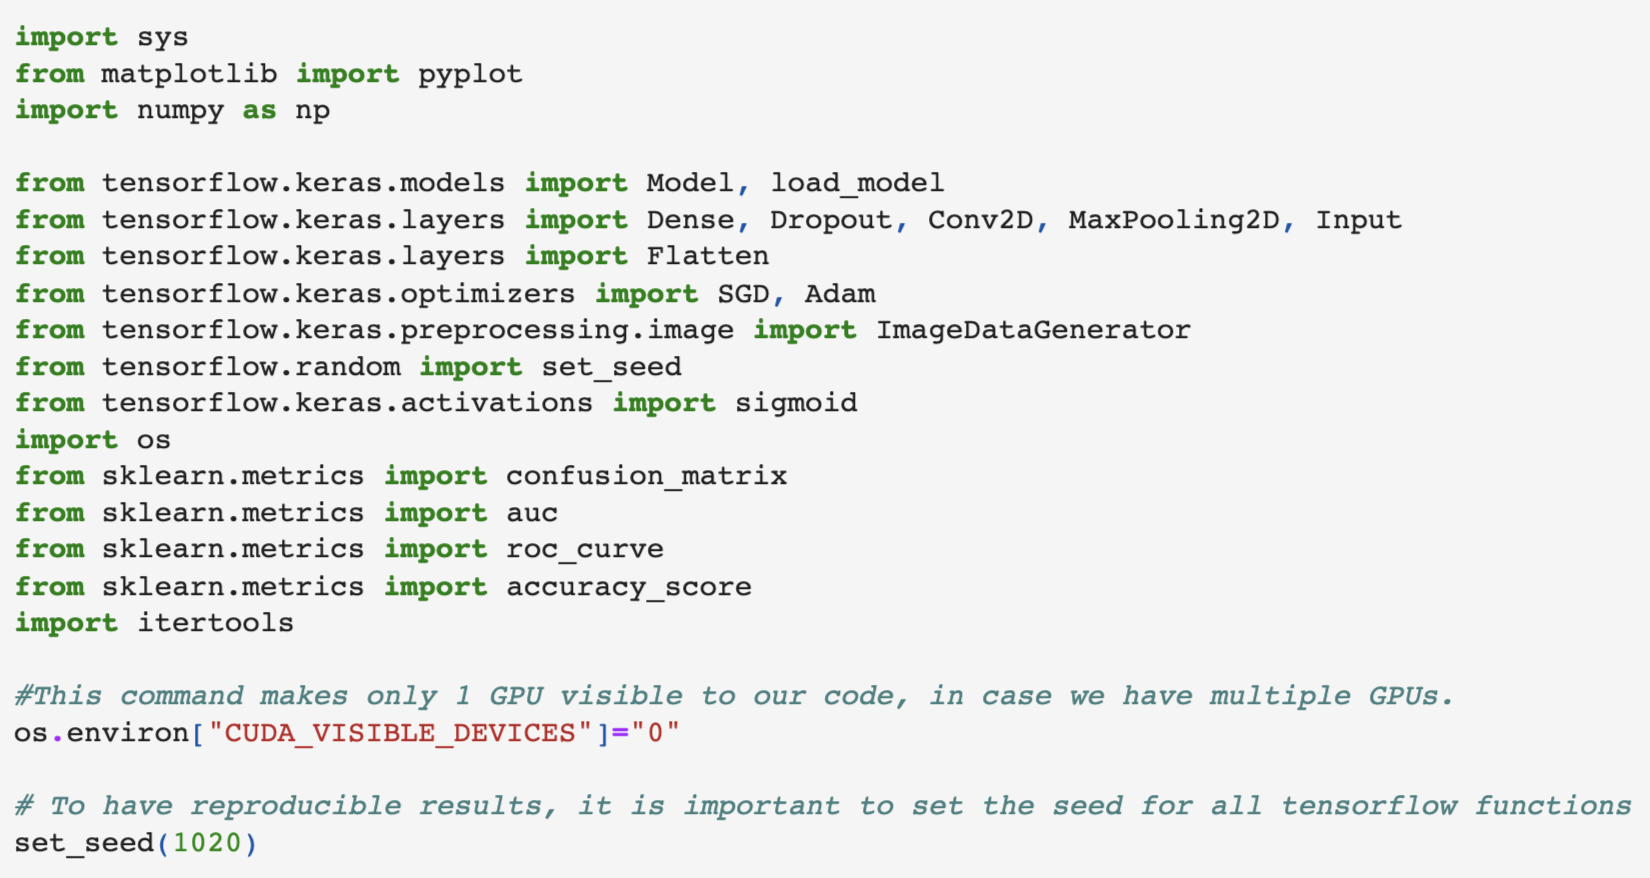 import sys
from matplotlib import pyplot
import numpy as np
from tensorflow.keras.models import Model, load_model
from tensorflow.keras.layers import Dense, Dropout, Conv2D, MaxPooling2D, Input
from tensorflow.keras.layers import Flatten
from tensorflow.keras.optimizers import SGD, Adam
from tensorflow.keras.preprocessing.image import ImageDataGenerator
from tensorflow.random import set_seed
from tensorflow.keras.activations import sigmoid
import os
from sklearn.metrics import confusion_matrix
from sklearn.metrics import auc
from sklearn.metrics import roc_curve
from sklearn.metrics import accuracy_score
import itertools
#This command makes only 1 GPU visible to our code, in case we have multiple GPUs.
os.environ["CUDA_VISIBLE_DEVICES"]="0"
# To have reproducible results, it is important to set the seed for all tensorflow functions
set_seed(1020)